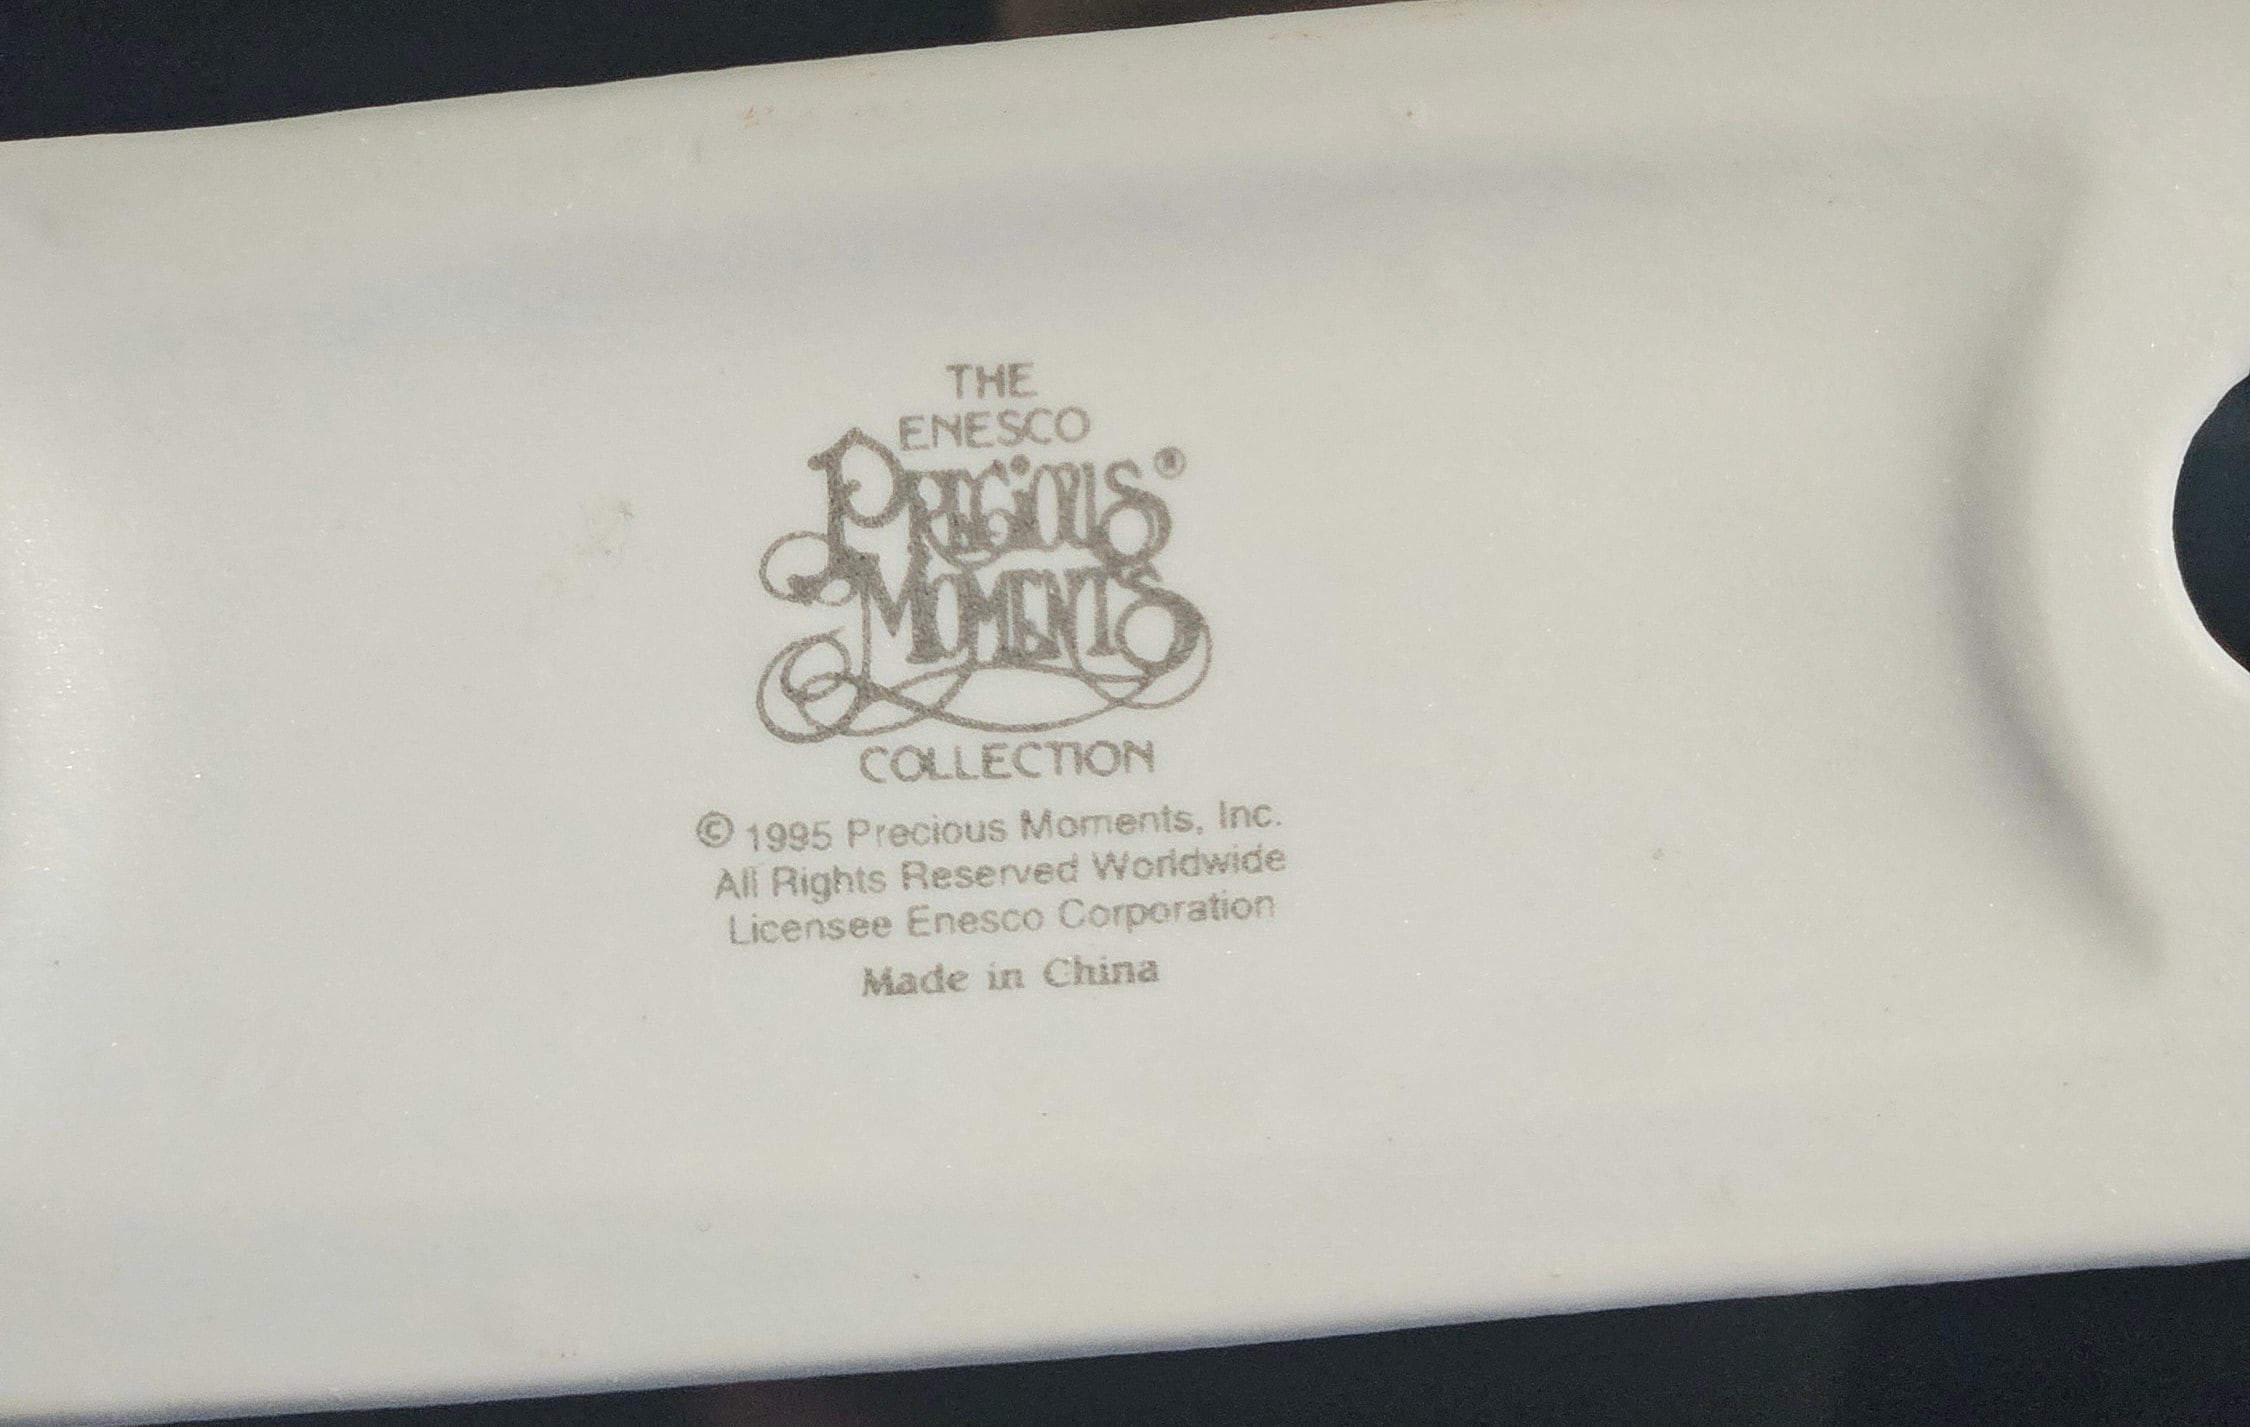 THE
ENESCO
PRECIOUS®
MOMENTS
COLLECTION
© 1995 Precious Moments, Inc.
All Rights Reserved Worldwide
Licensee Enesco Corporation
Made in China